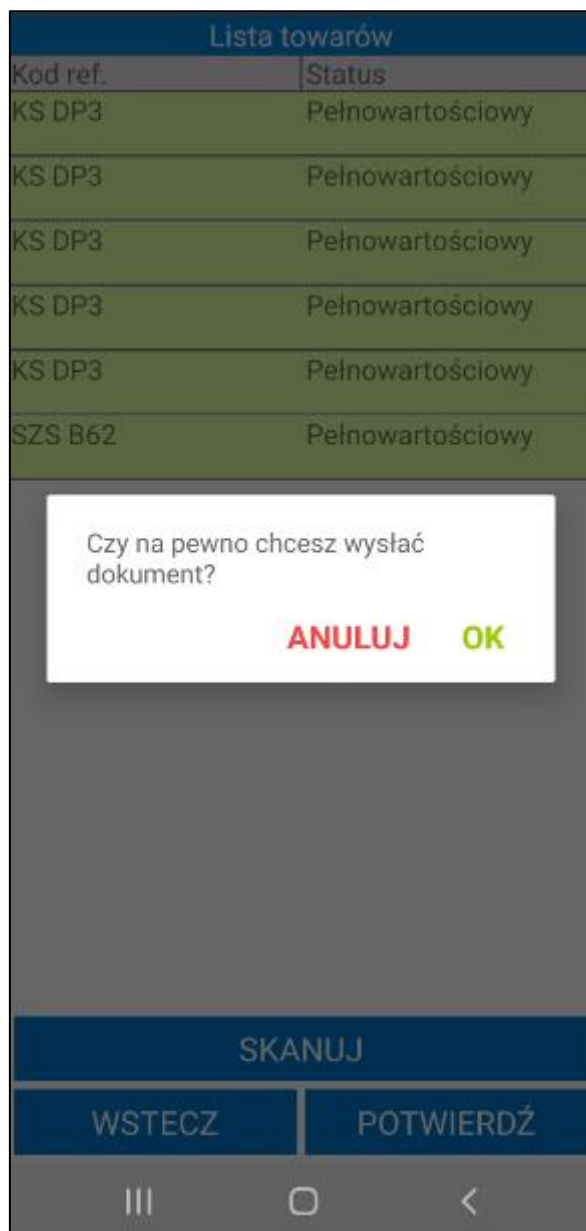 Lista towarów
Kod ref. Status
KS DP3 Pełnowartościowy
KS DP3 Pełnowartościowy
KS DP3 Pełnowartościowy
KS DP3 Pełnowartościowy
KS DP3 Pełnowartościowy
SZS B62 Pełnowartościowy
Czy na pewno chcesz wysłać
dokument?
ANULUJ OK
SKANUJ
WSTECZ POTWIERDŹ